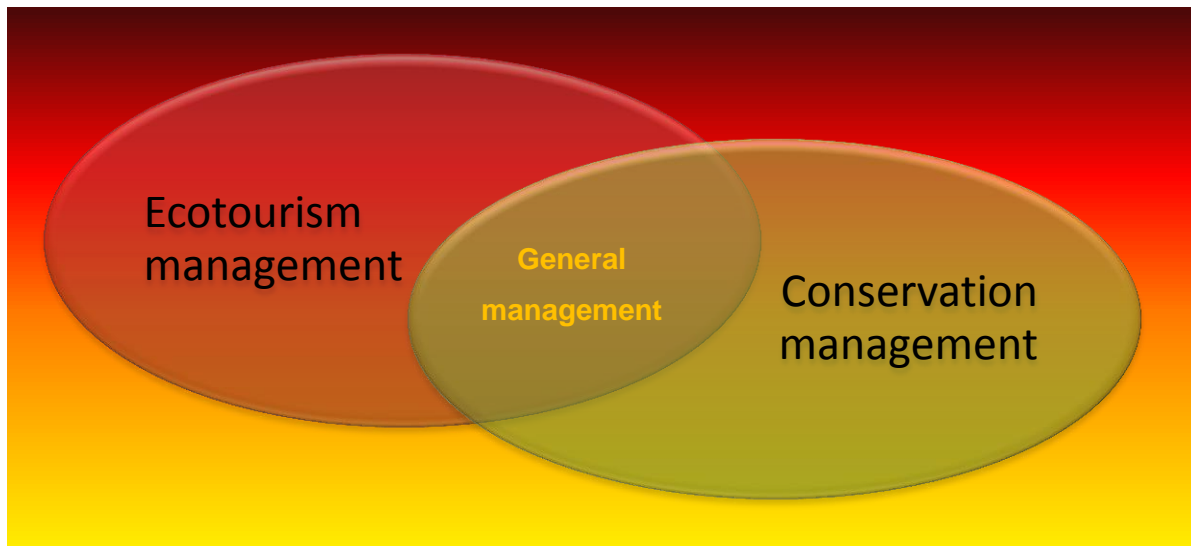 Ecotourism
management
General
management
Conservation
management